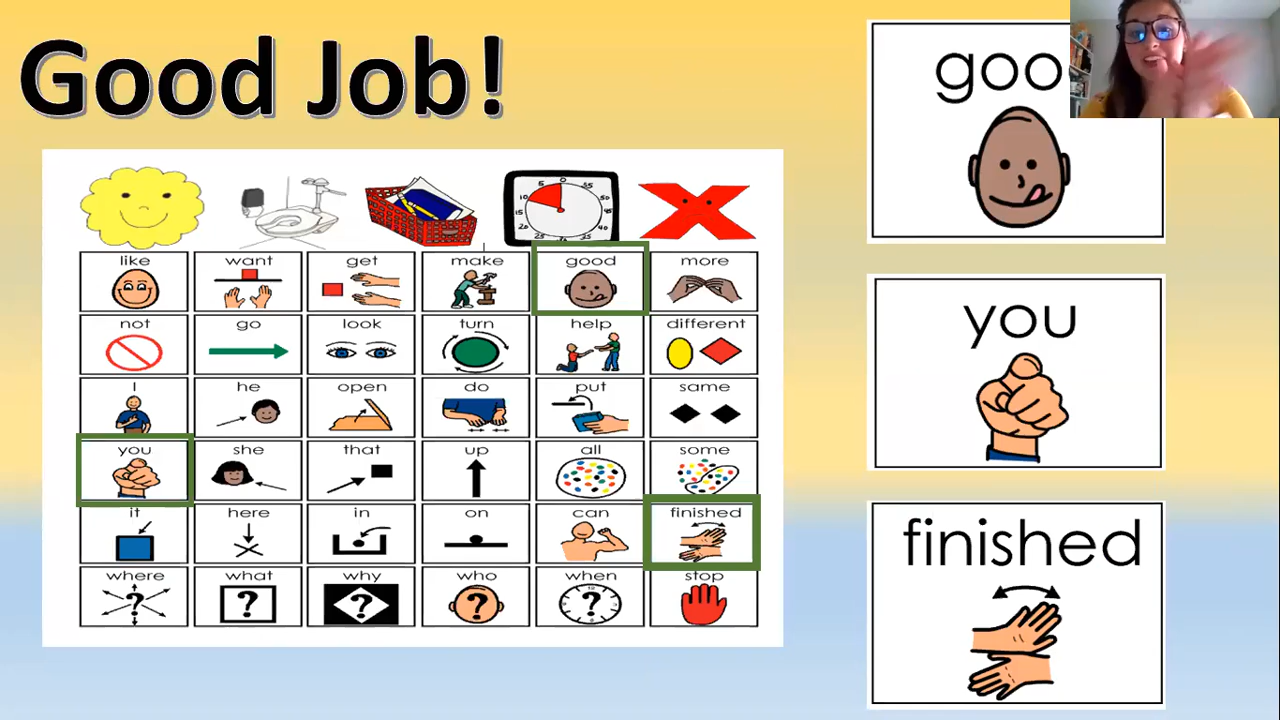 Good Job!
like want get make good more
not go look turn help different
I he open do put same
you she that up all some
it here in on can finished
where what why who when stop
goo
you
finished